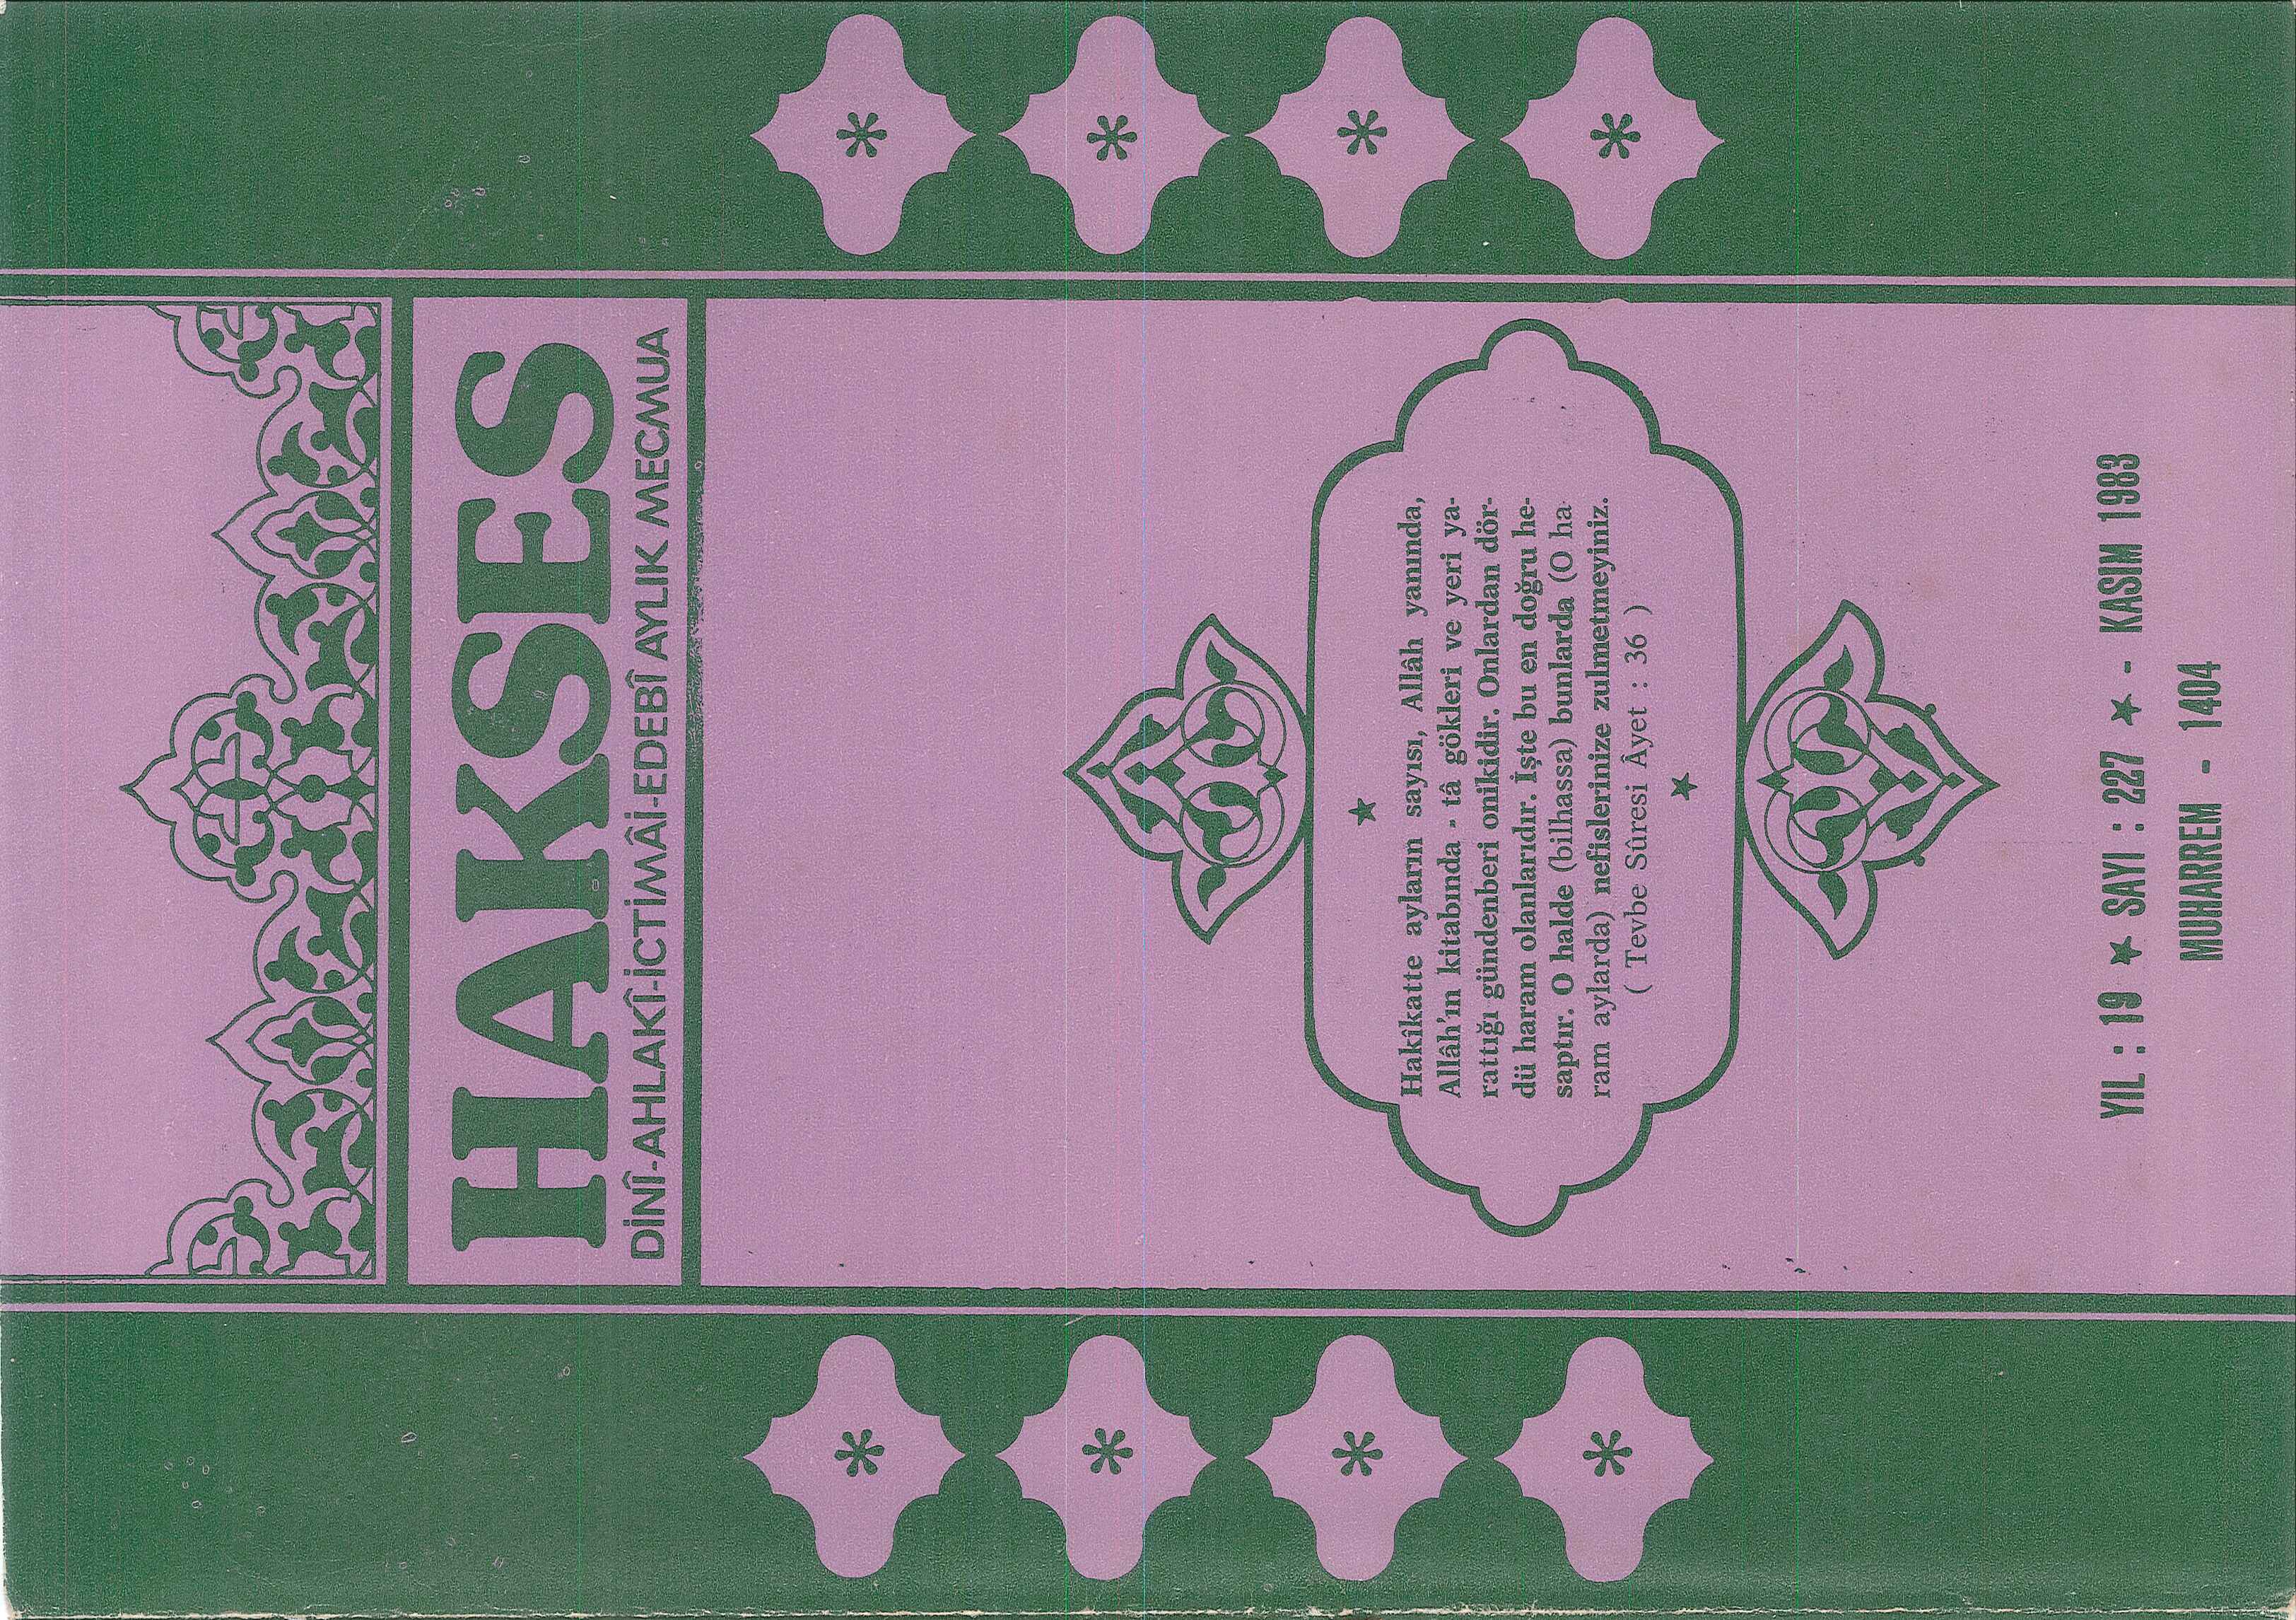 HAKSES
DİNÎ-AHLAKÎ-İCTİMÂİ-EDEBÎ AYLIK MECMUA
Hakîkatte ayların sayısı, Allâh yanında,
Allâh'ın kitabında - tâ gökleri ve yeri ya-
rattığı gündenberi onikidir. Onlardan dör-
dü haram olanlarıdır. İşte bu en doğru he-
saptır. O halde (bilhassa) bunlarda (O ha
ram aylarda) nefislerinize zulmetmeyiniz.
( Tevbe Sûresi Âyet : 36 )
YIL : 19 ★ SAYI : 227 ★ - KASIM 1983
MUHARREM - 1404